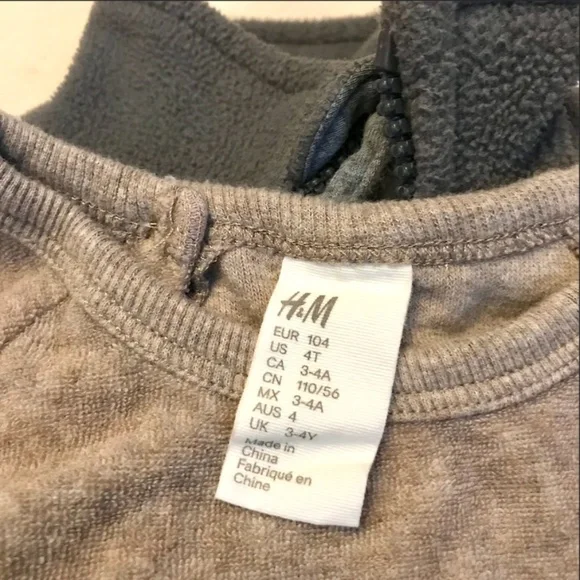 H&M
EUR 104
US 4T
CA 3-4A
CN 110/56
MX 3-4A
AUS 4
UK 3-4Y
Made in
China
Fabriqué en
Chine